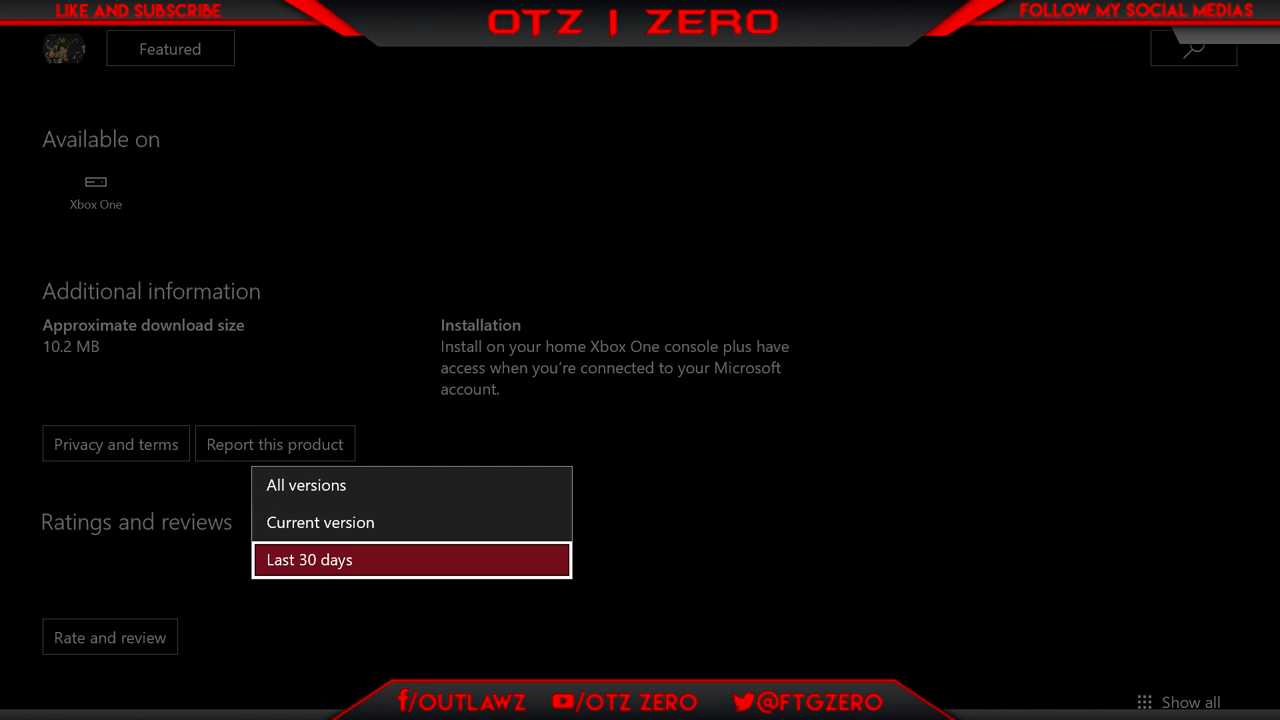 LIKE AND SUBSCRIBE
OTZ I ZERO
FOLLOW MY SOCIAL MEDIAS
Featured
Available on
Xbox One
Additional information
Approximate download size
10.2 MB
Installation
Install on your home Xbox One console plus have
access when you're connected to your Microsoft
account.
Privacy and terms
Report this product
Ratings and reviews
All versions
Current version
Last 30 days
Rate and review
Show all
f/OUTLAWZ
/OTZ ZERO
@FTGZERO